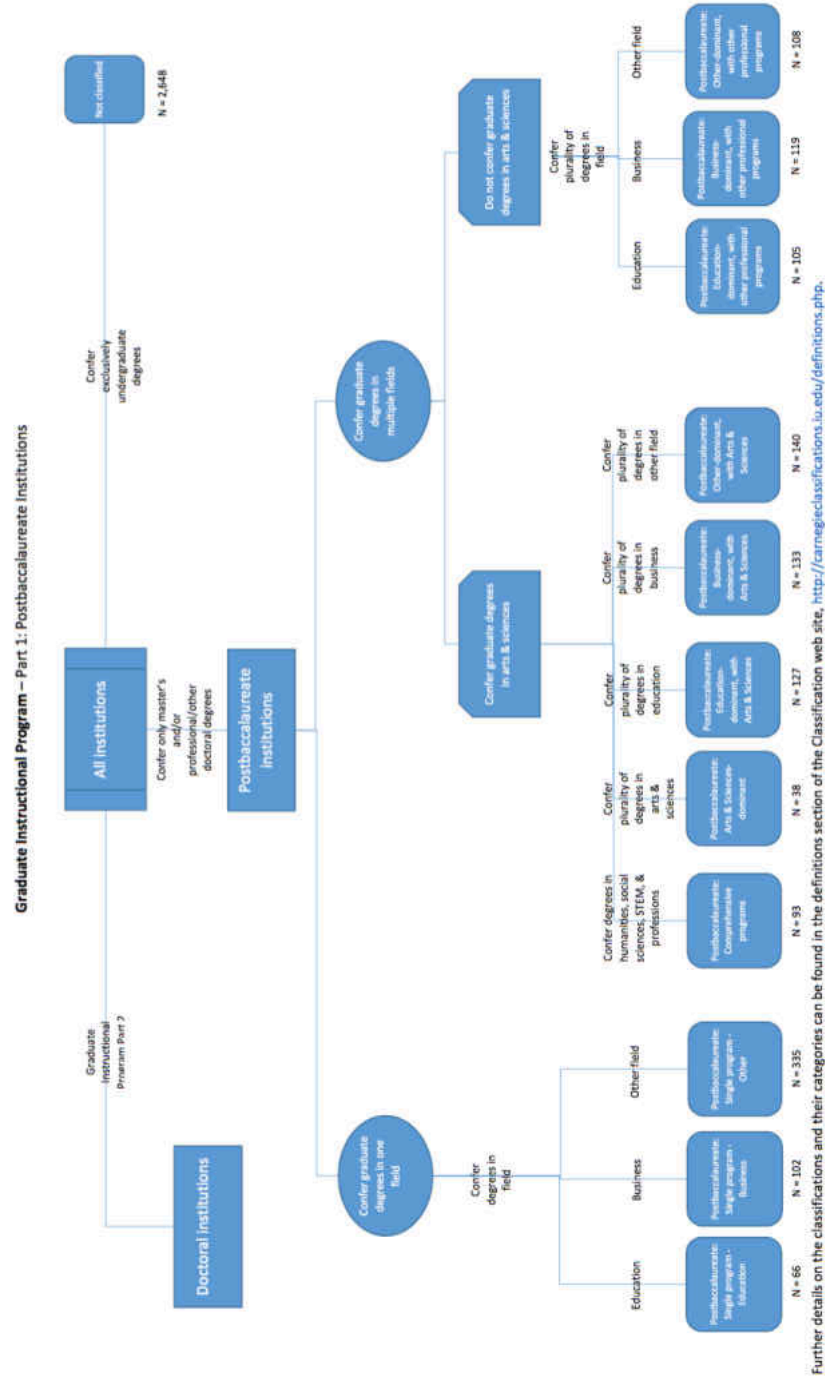 Graduate Instructional Program – Part 1: Postbaccalaureate Institutions
All institutions
Not classified
N = 2,648
Confer
exclusively
undergraduate
degrees
Graduate
Instructional
Program Part 2
Confer only master's
and/or
professional/other
doctoral degrees
Doctoral institutions
Postbaccalaureate
institutions
Confer graduate
degrees in one
field
Confer graduate
degrees in
multiple fields
Confer graduate degrees
in arts & sciences
Do not confer graduate
degrees in arts & sciences
Confer
degrees in
field
Education
Business
Other field
Postbaccalaureate:
Single program -
Education
N = 66
Postbaccalaureate:
Single program -
Business
N = 102
Postbaccalaureate:
Single program -
Other
N = 335
Confer degrees in
humanities, social
sciences, STEM, &
professions
Postbaccalaureate:
Comprehensive
programs
N = 93
Confer
plurality of
degrees in
arts &
sciences
Postbaccalaureate:
Arts & Sciences-
dominant
N = 38
Confer
plurality of
degrees in
education
Postbaccalaureate:
Education-
dominant, with
Arts & Sciences
N = 127
Confer
plurality of
degrees in
business
Postbaccalaureate:
Business-
dominant, with
Arts & Sciences
N = 133
Confer
plurality of
degrees in
other field
Postbaccalaureate:
Other-dominant,
with Arts &
Sciences
N = 140
Confer
plurality of
degrees in
field
Education
Business
Other field
Postbaccalaureate:
Education-
dominant, with
other professional
programs
N = 105
Postbaccalaureate:
Business-
dominant, with
other professional
programs
N = 119
Postbaccalaureate:
Other-dominant,
with other
professional
programs
N = 108
Further details on the classifications and their categories can be found in the definitions section of the Classification web site, http://carnegieclassifications.iu.edu/definitions.php.